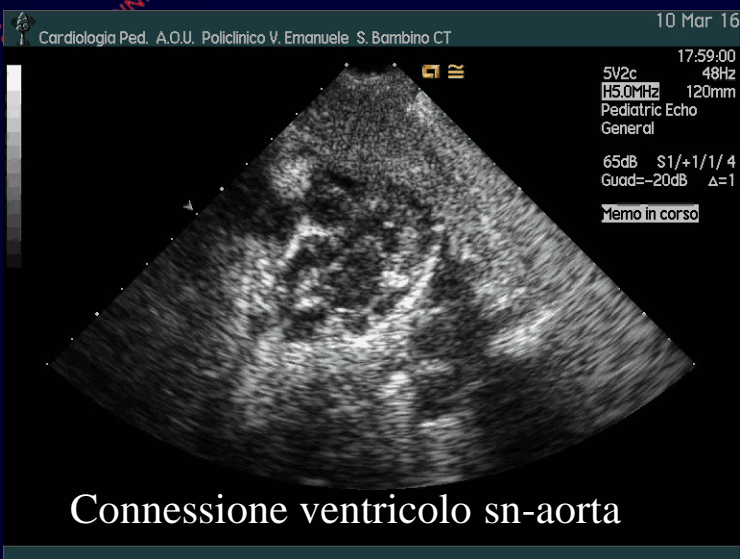 10 Mar 16
Cardiologia Ped. A.O.U. Policlinico V. Emanuele S. Bambino CT
17:59:00
5V2c 48Hz
H5.0MHz 120mm
Pediatric Echo
General
65dB S1/+1/1/4
Guad=-20dB Δ=1
Memo in corso
Connessione ventricolo sn-aorta